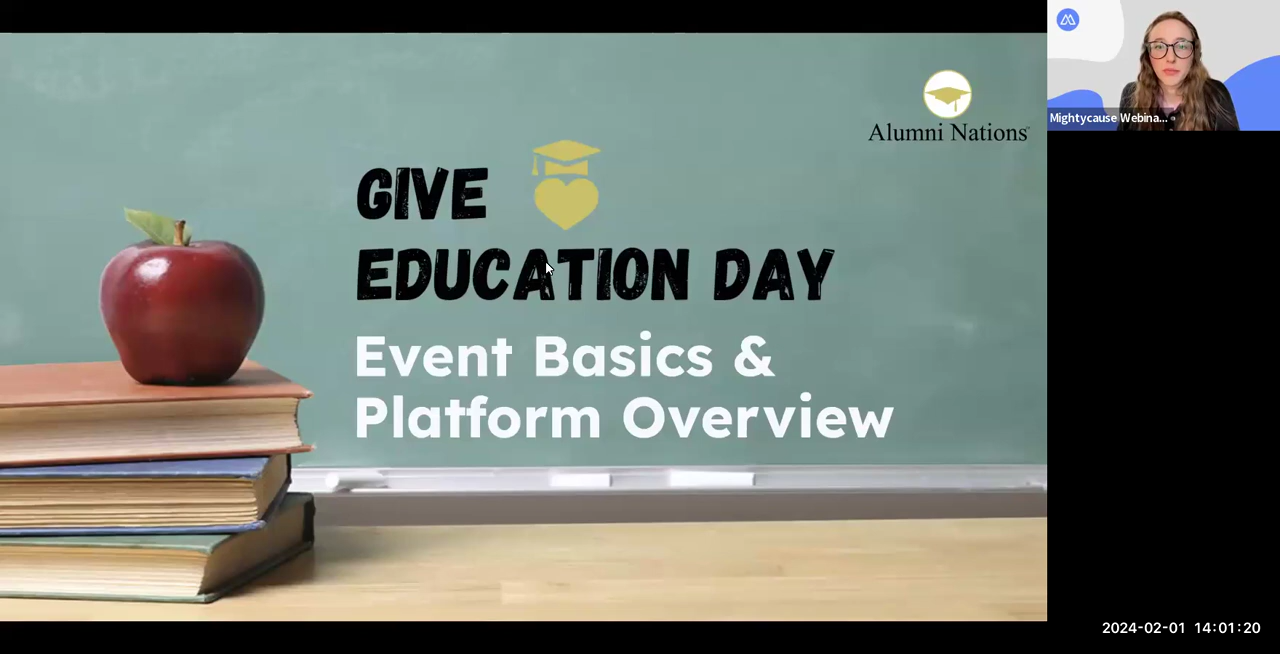 Alumni Nations
GIVE
EDUCATION DAY
Event Basics &
Platform Overview
Mightycause Webina...
2024-02-01 14:01:20